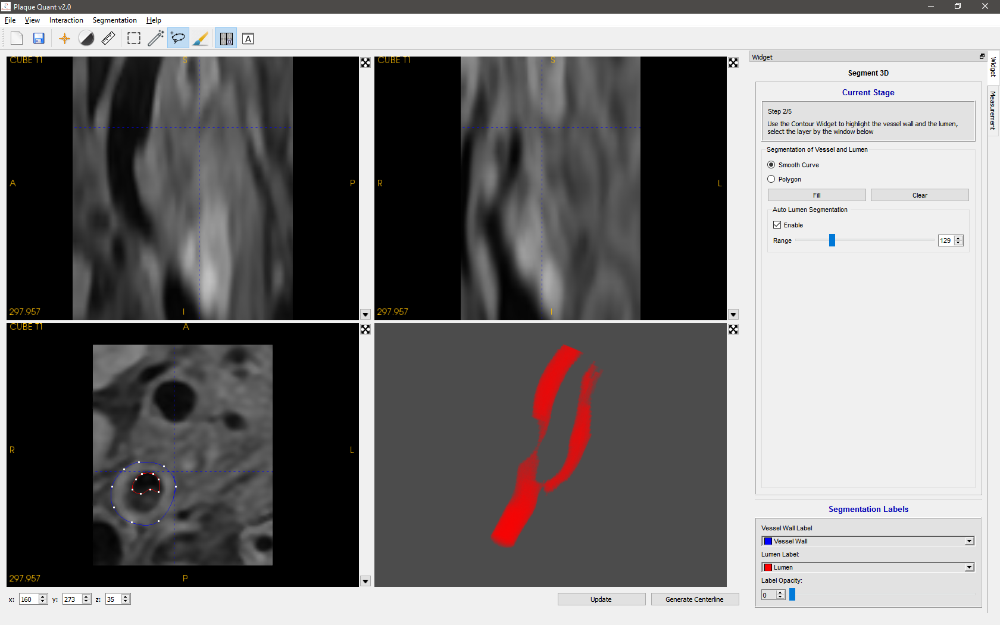 Plaque Quant v2.0
File View Interaction Segmentation Help
A
CUBE T1
S
A
P
297.957
I
CUBE T1
S
R
L
297.957
I
CUBE T1
A
R
L
297.957
P
x: 160 y: 273 z: 35
Update
Generate Centerline
Widget
Segment 3D
Current Stage
Step 2/5
Use the Contour Widget to highlight the vessel wall and the lumen,
select the layer by the window below
Segmentation of Vessel and Lumen
Smooth Curve
Polygon
Fill
Clear
Auto Lumen Segmentation
Enable
Range
129
Segmentation Labels
Vessel Wall Label
Vessel Wall
Lumen Label:
Lumen
Label Opacity:
0
Widget
Measurement